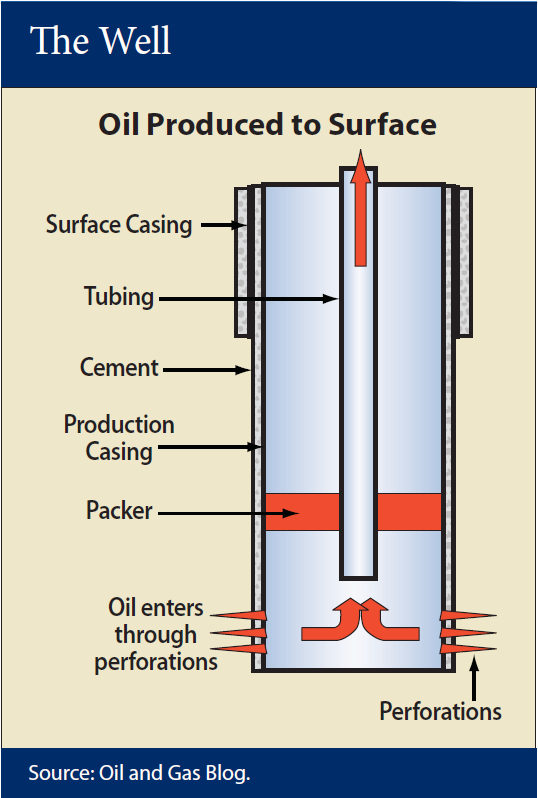 The Well
Oil Produced to Surface
Surface Casing
Tubing
Cement
Production
Casing
Packer
Oil enters
through
perforations
Perforations
Source: Oil and Gas Blog.